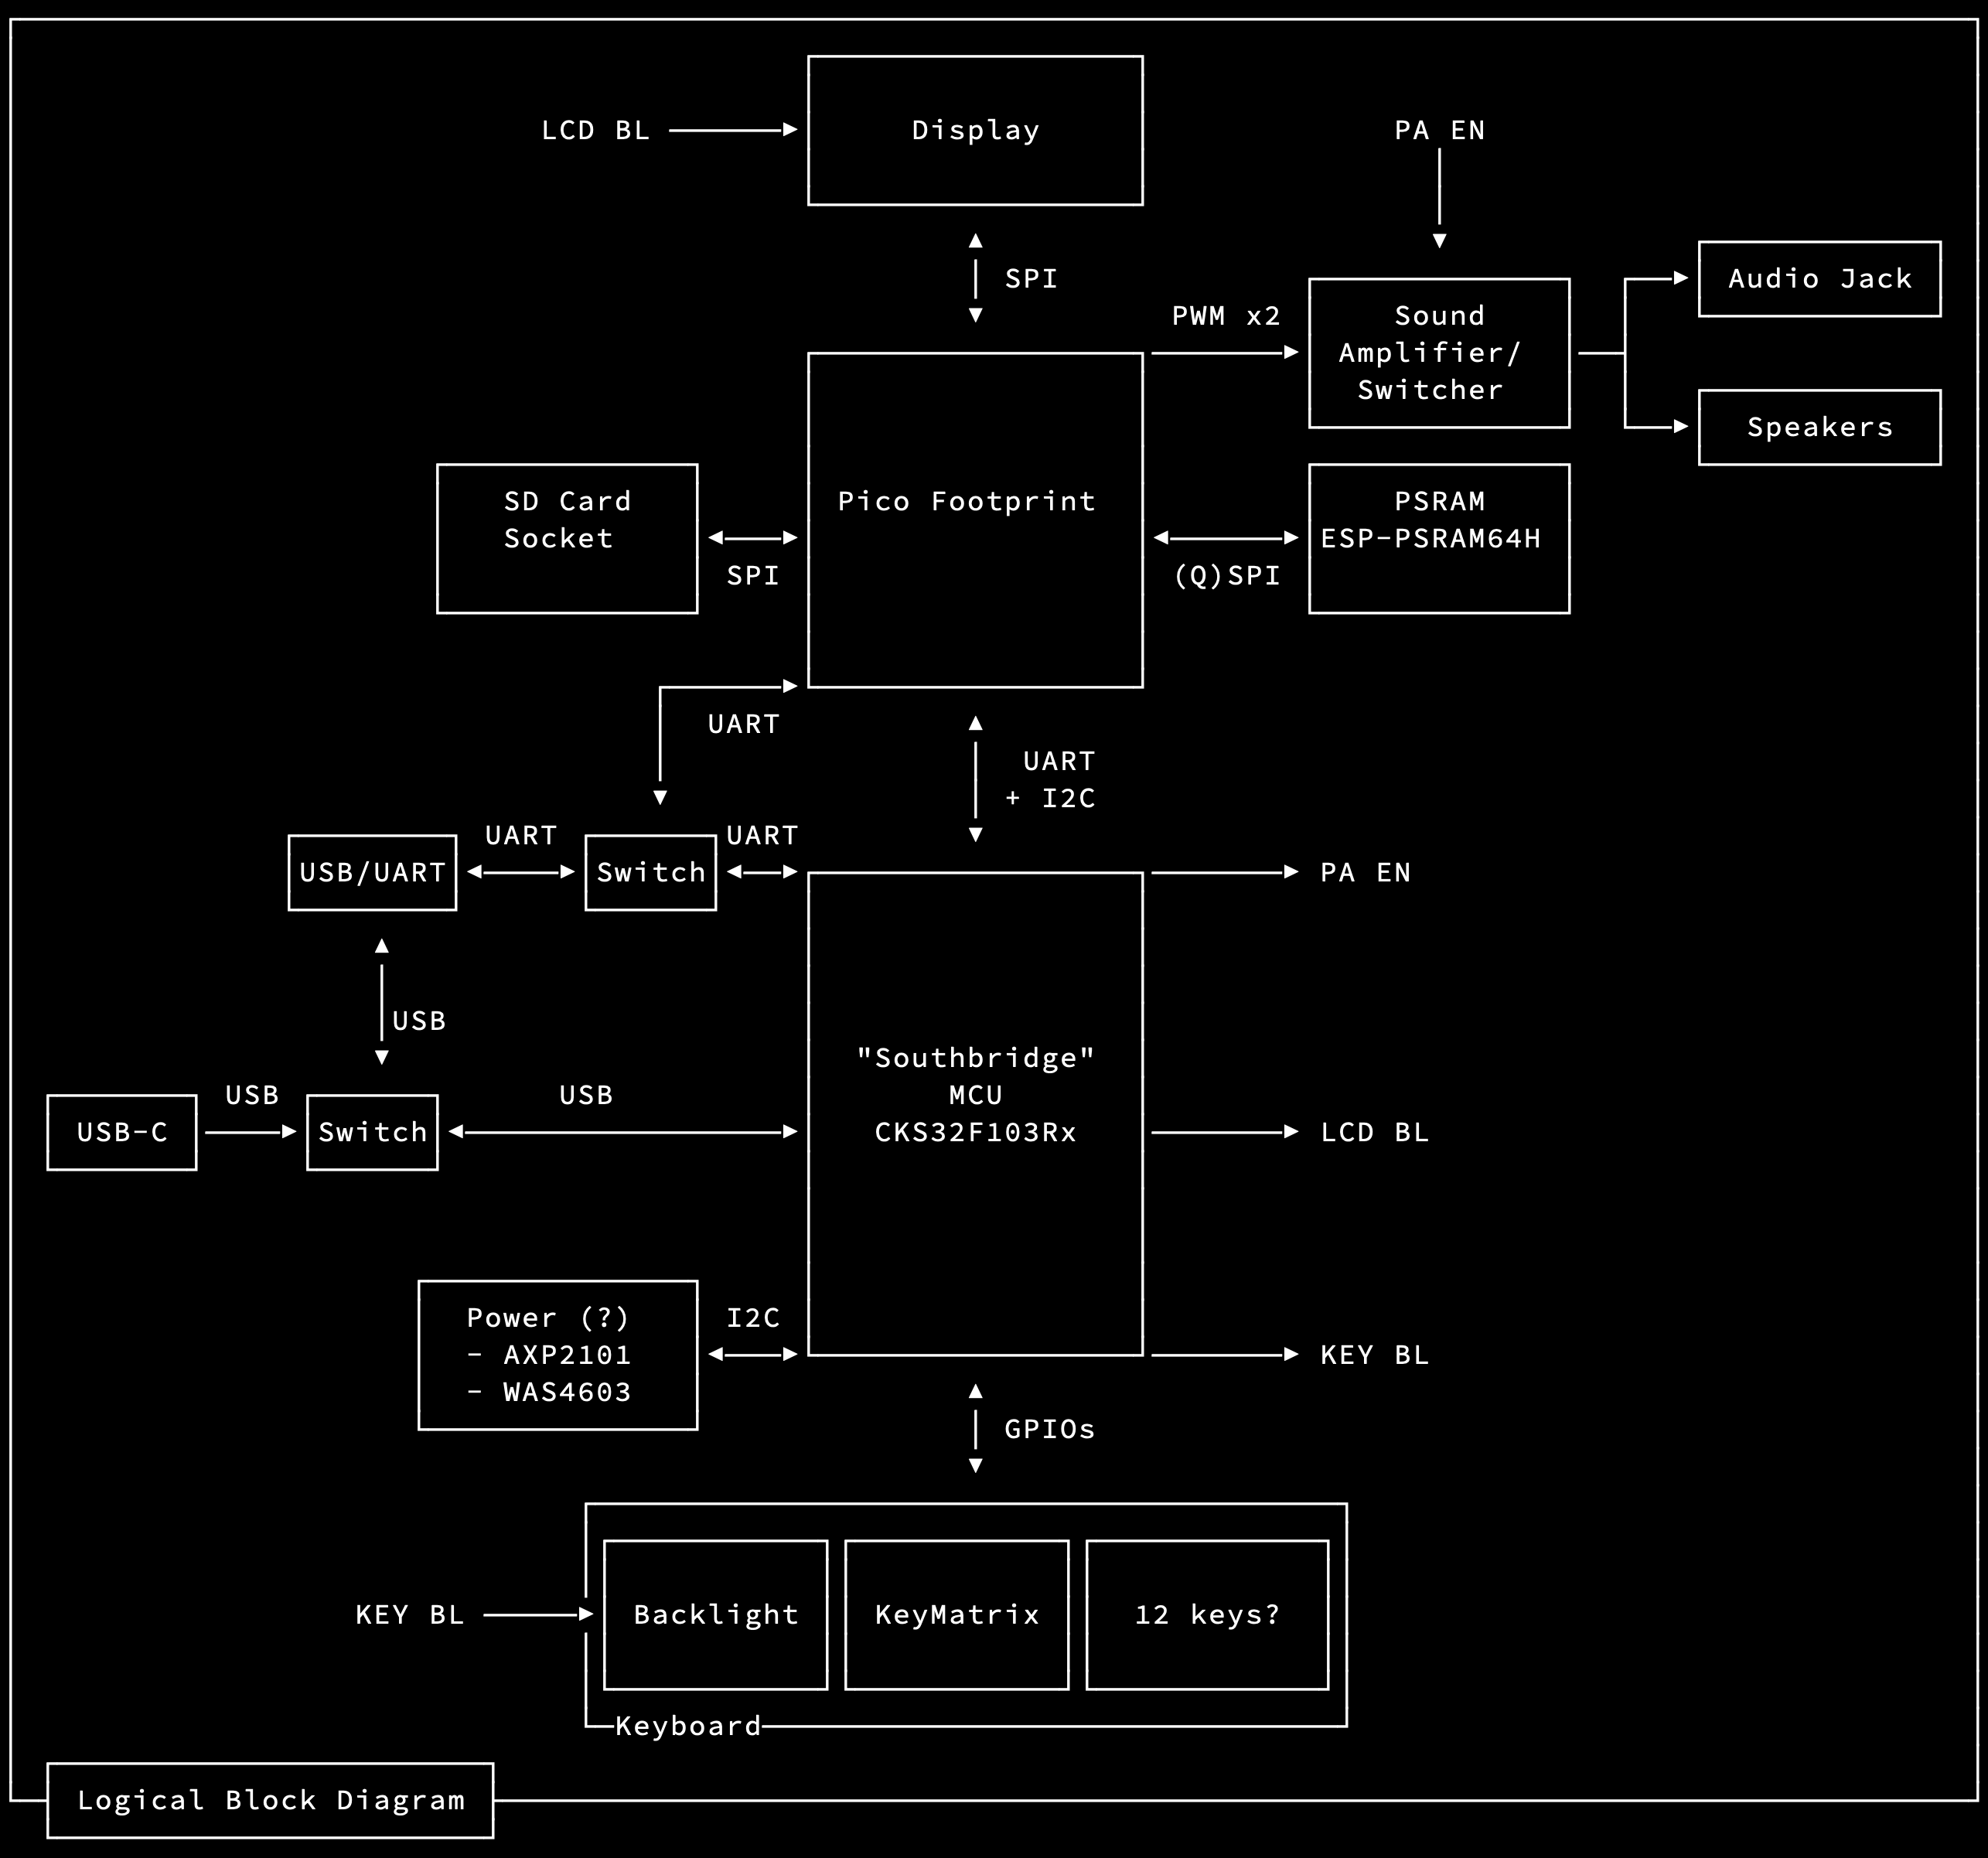 LCD BL
Display
PA EN
SPI
Audio Jack
PWM x2
Sound
Amplifier/
Switcher
Speakers
SD Card
Socket
SPI
Pico Footprint
(Q)SPI
PSRAM
ESP-PSRAM64H
UART
UART
+ I2C
USB/UART
UART
Switch
UART
PA EN
USB
USB-C
USB
Switch
USB
"Southbridge"
MCU
CKS32F103Rx
LCD BL
Power (?)
- AXP2101
- WAS4603
I2C
KEY BL
GPIOs
KEY BL
Backlight
KeyMatrix
12 keys?
Keyboard
Logical Block Diagram